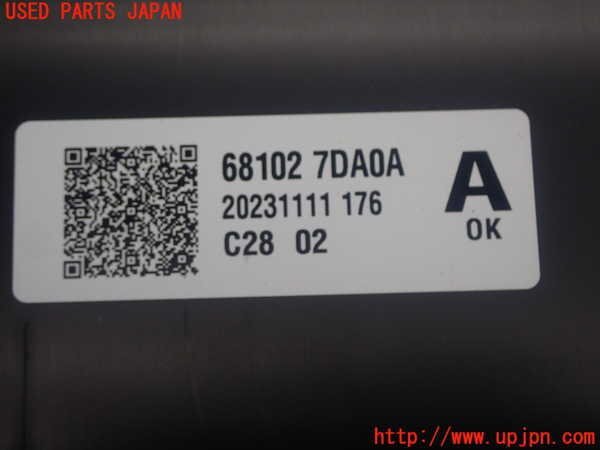 USED PARTS JAPAN
68102 7DA0A
20231111 176
C28 02
A
OK
http://www.upjpn.com/